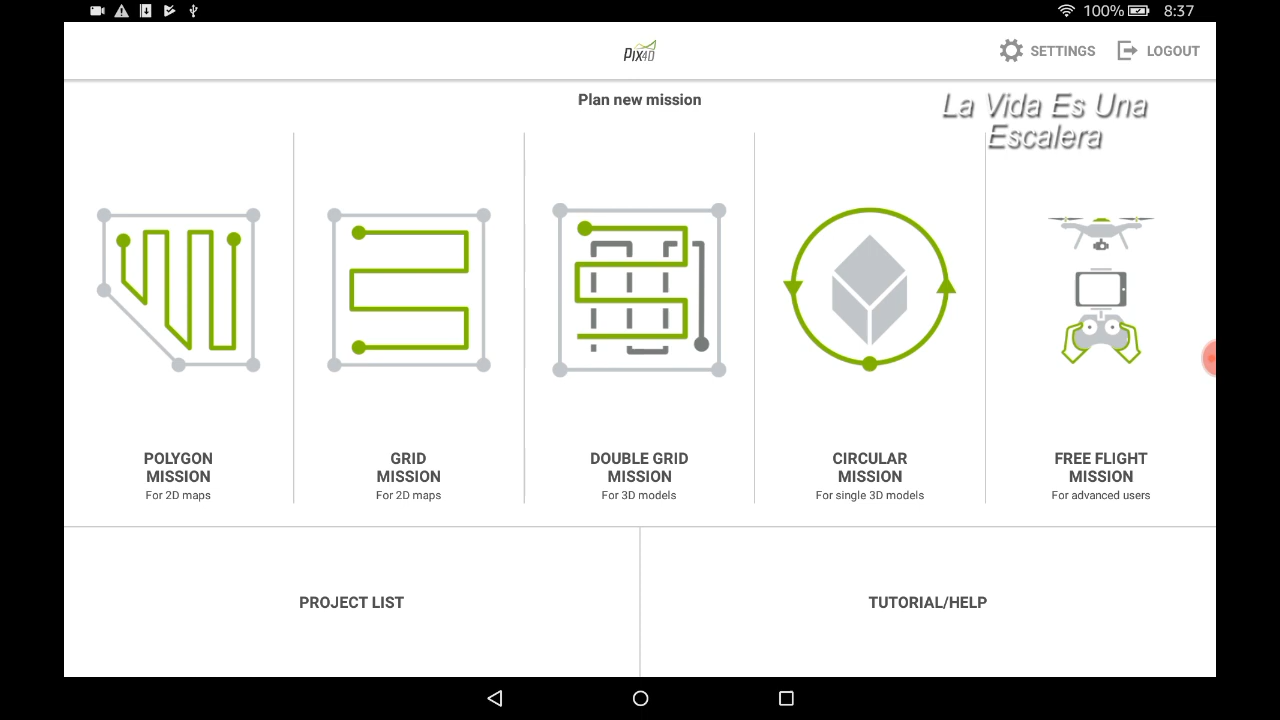 100% 8:37
PIX4D
SETTINGS
LOGOUT
Plan new mission
La Vida Es Una
Escalera
POLYGON
MISSION
For 2D maps
GRID
MISSION
For 2D maps
DOUBLE GRID
MISSION
For 3D models
CIRCULAR
MISSION
For single 3D models
FREE FLIGHT
MISSION
For advanced users
PROJECT LIST
TUTORIAL/HELP